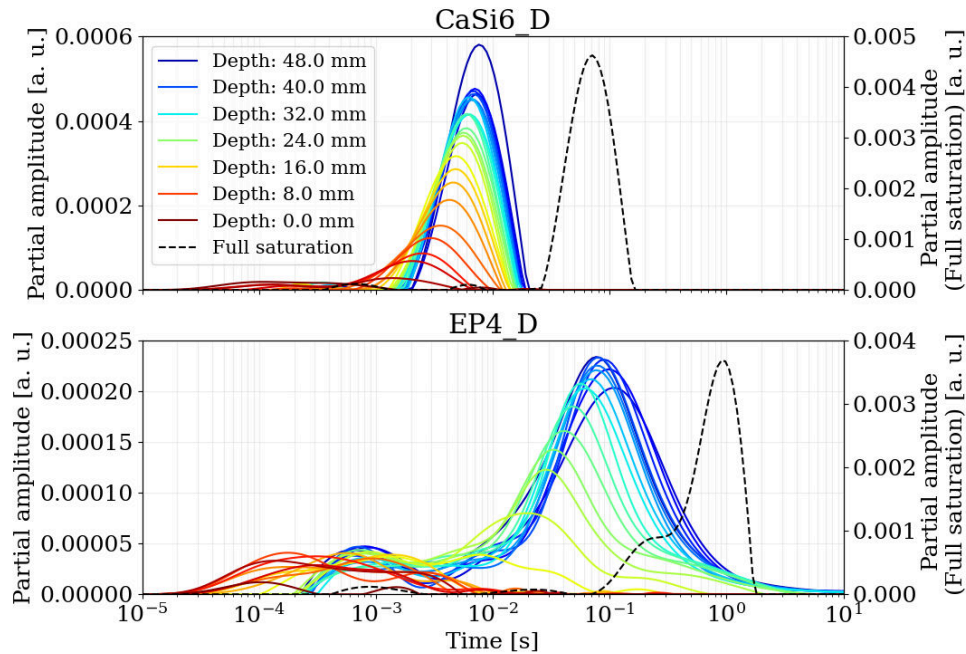 CaSi6_D
Partial amplitude [a. u.]
0.0006
0.0004
0.0002
0.0000
Depth: 48.0 mm
Depth: 40.0 mm
Depth: 32.0 mm
Depth: 24.0 mm
Depth: 16.0 mm
Depth: 8.0 mm
Depth: 0.0 mm
Full saturation
0.005
0.004
0.003
0.002
0.001
0.000
Partial amplitude
(Full saturation) [a. u.]
EP4_D
Partial amplitude [a. u.]
0.00025
0.00020
0.00015
0.00010
0.00005
0.00000
0.004
0.003
0.002
0.001
0.000
Partial amplitude
(Full saturation) [a. u.]
10⁻⁵ 10⁻⁴ 10⁻³ 10⁻² 10⁻¹ 10⁰ 10¹
Time [s]